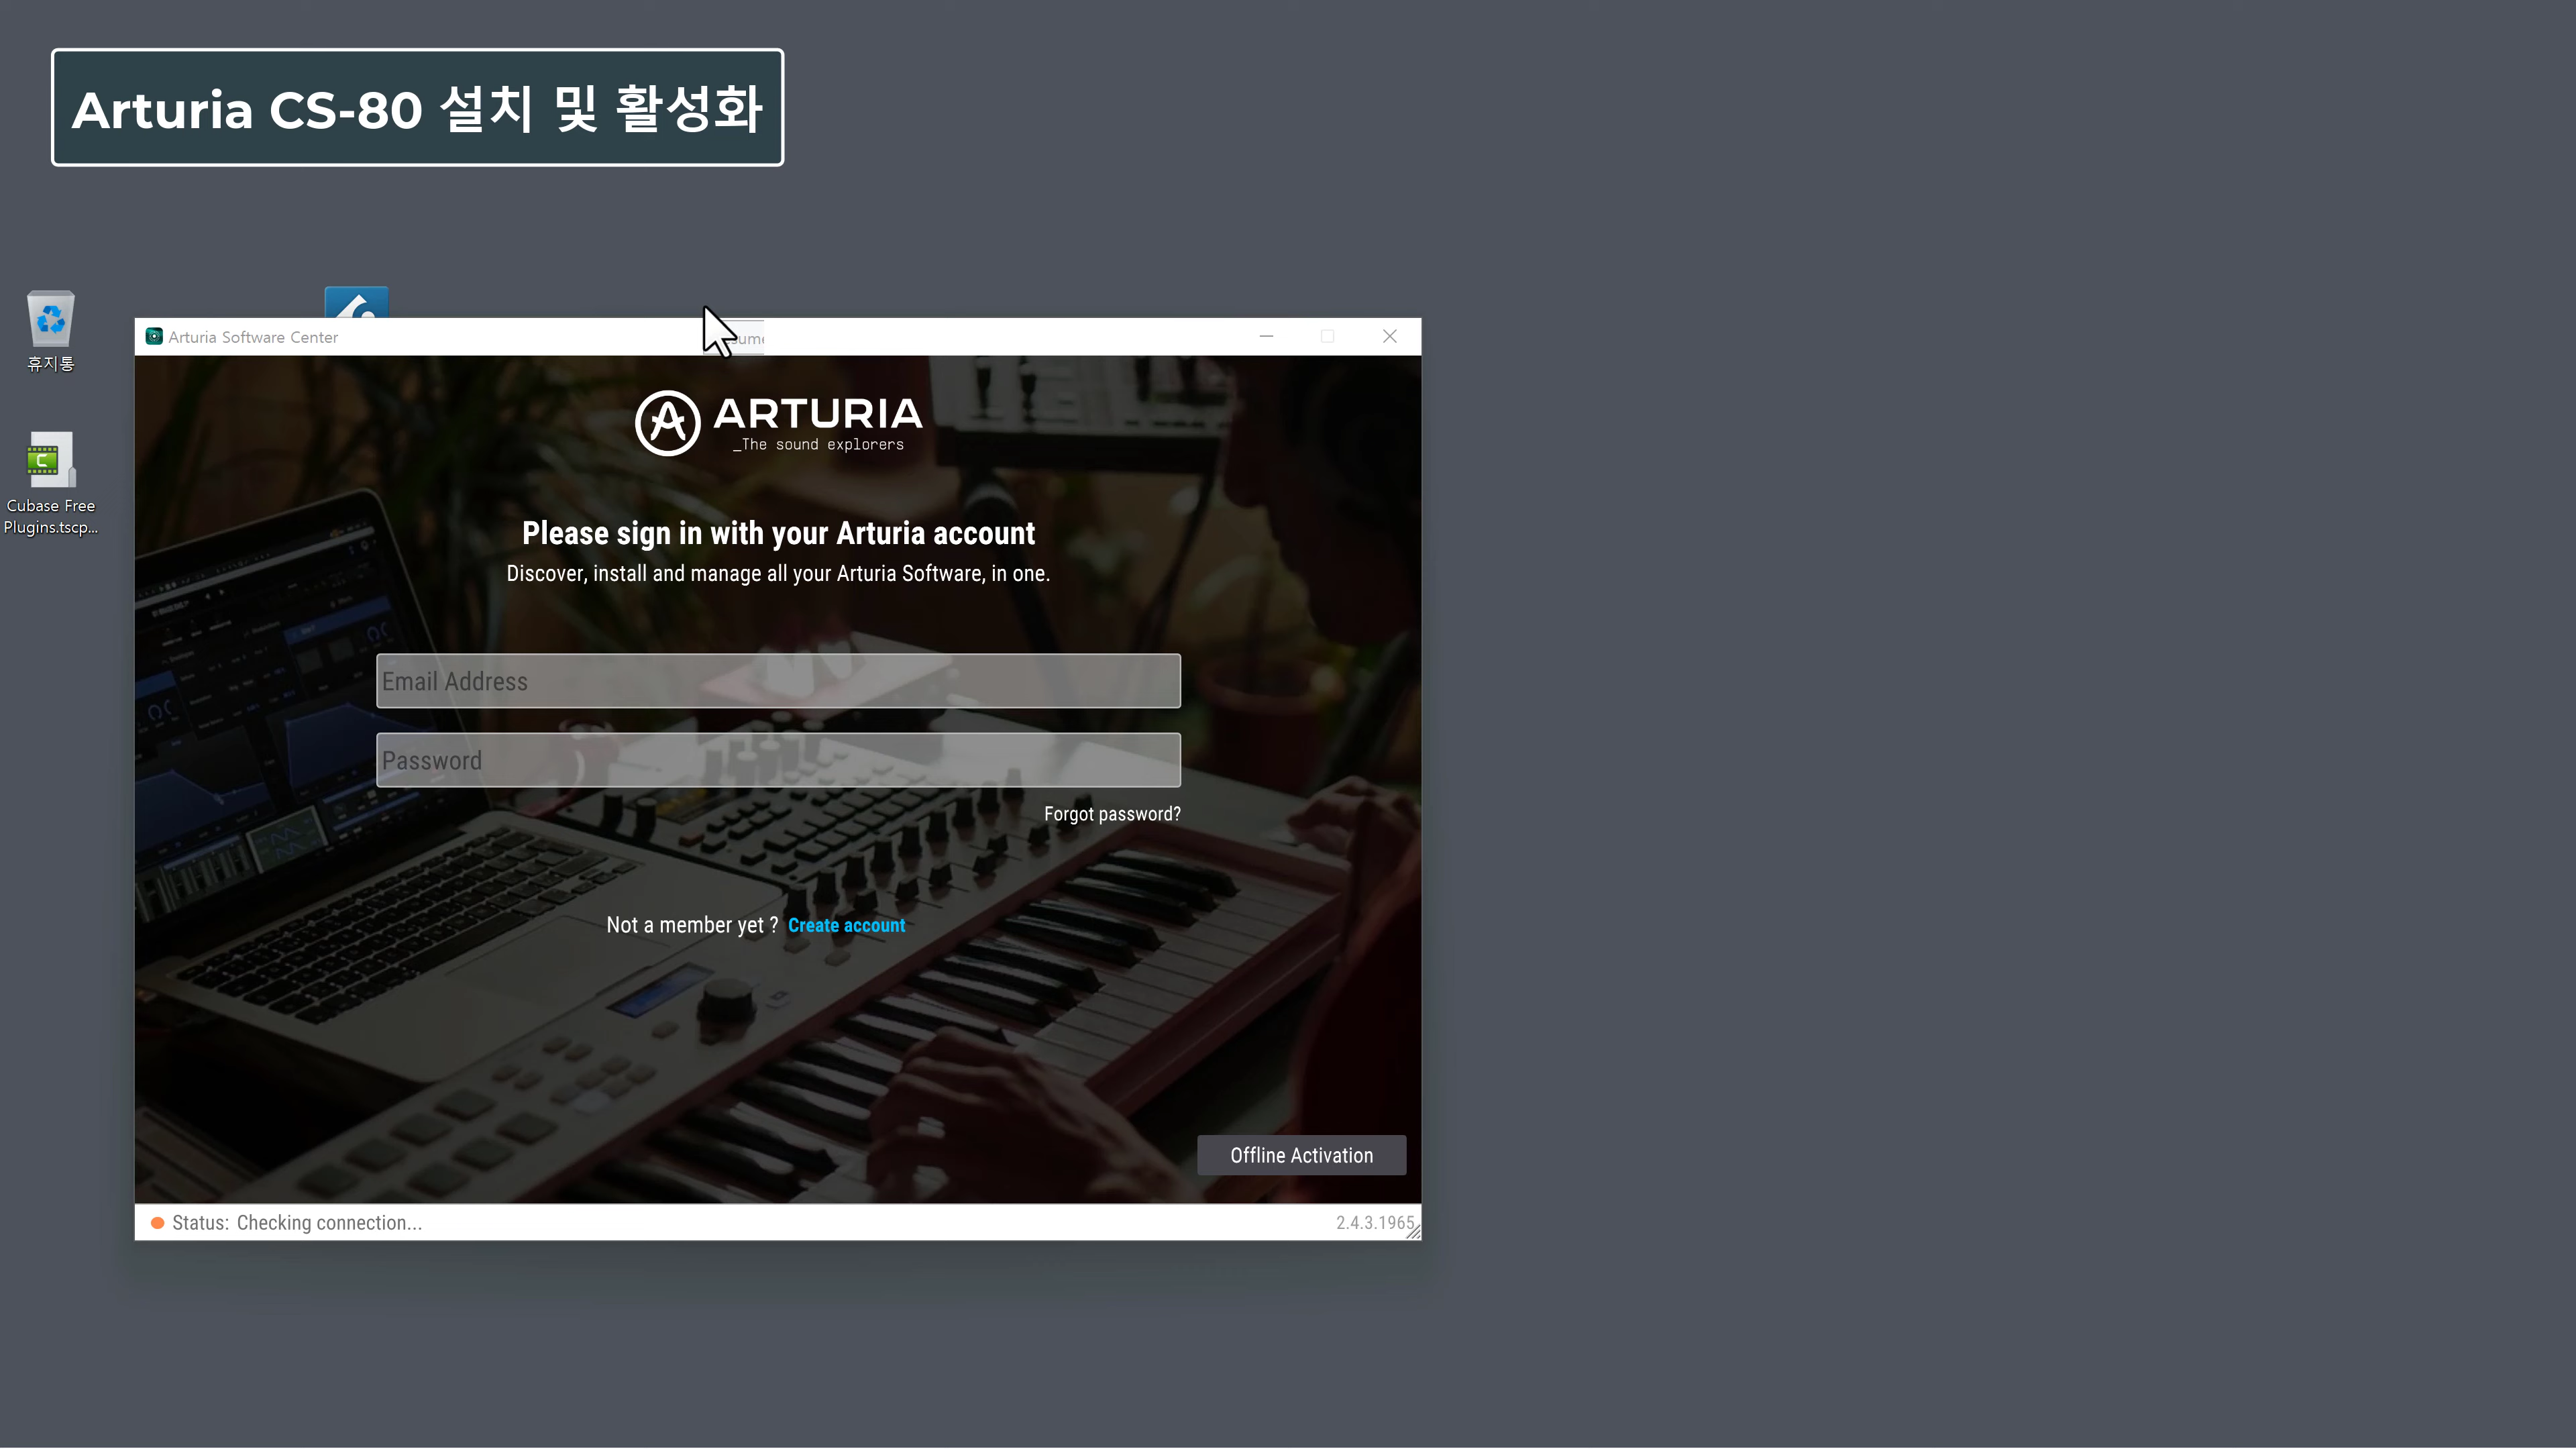 Arturia CS-80 설치 및 활성화
휴지통
Cubase Free
Plugins.tscp...
Arturia Software Center
ARTURIA
_The sound explorers
Please sign in with your Arturia account
Discover, install and manage all your Arturia Software, in one.
Email Address
Password
Forgot password?
Not a member yet ? Create account
Offline Activation
Status: Checking connection...
2.4.3.1965